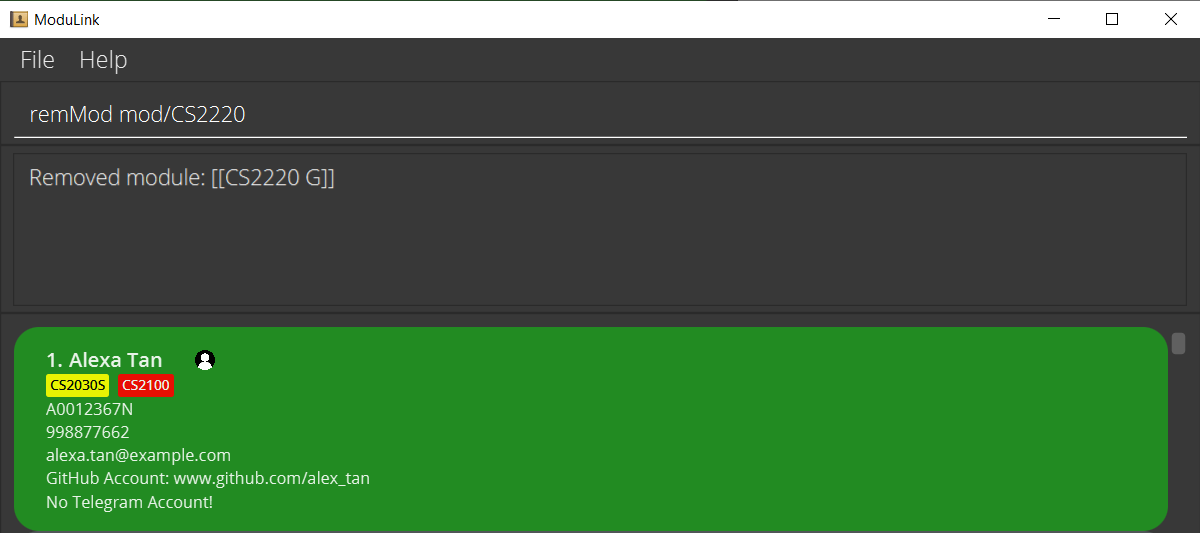 ModuLink
File Help
remMod mod/CS2220
Removed module: [[CS2220 G]]
1. Alexa Tan
CS2030S CS2100
A0012367N
998877662
alexa.tan@example.com
GitHub Account: www.github.com/alex_tan
No Telegram Account!